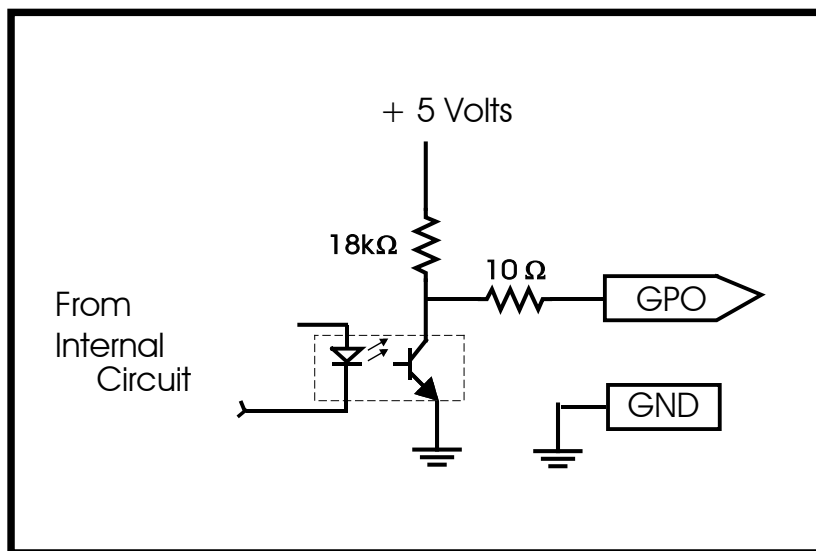 + 5 Volts
18kΩ
10 Ω
GPO
From
Internal
Circuit
GND